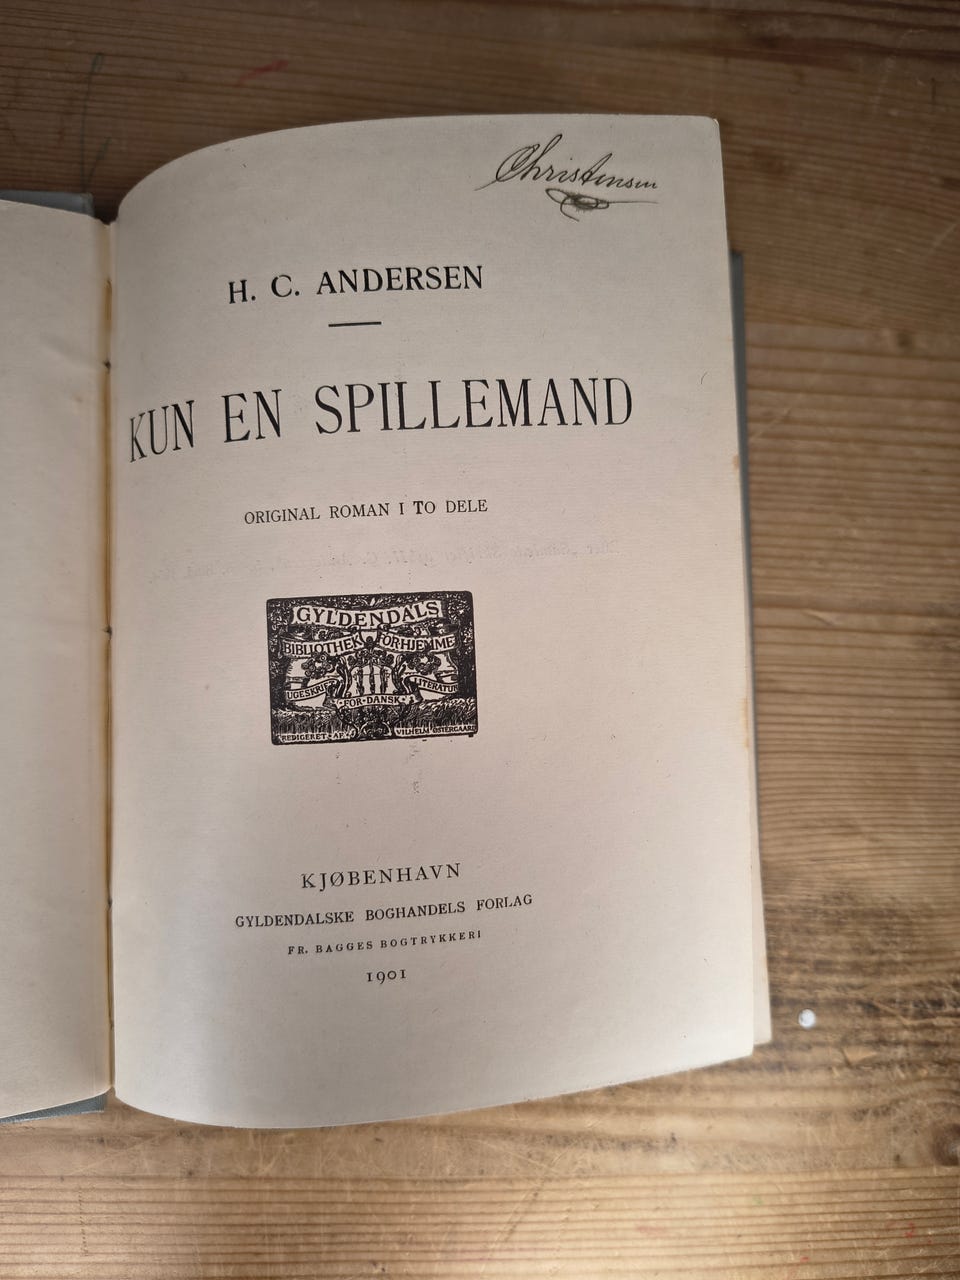 Christensen
H. C. ANDERSEN
KUN EN SPILLEMAND
ORIGINAL ROMAN I TO DELE
GYLDENDALS
BIBLIOTHEK FOR HJEMMET
UGESKRIFT LITERATUR
FOR · DANSK
REDIGERET · AF · VILHELM ØSTERGAARD
KJØBENHAVN
GYLDENDALSKE BOGHANDELS FORLAG
FR. BAGGES BOGTRYKKERI
1901